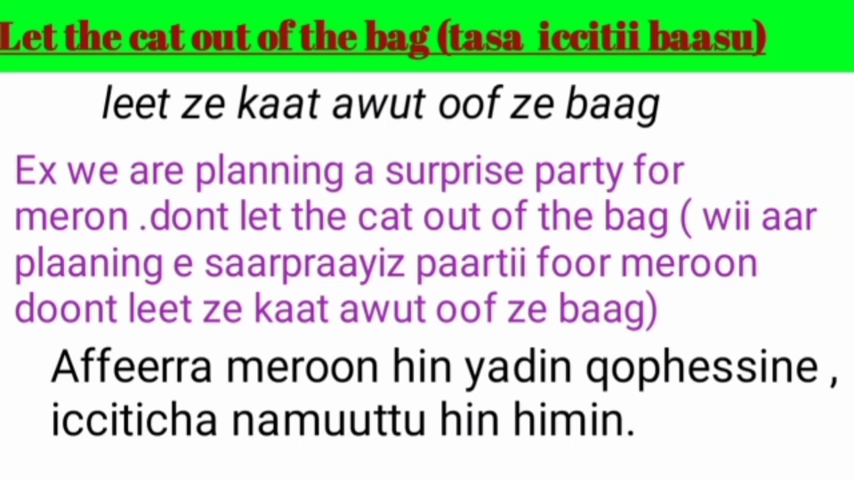 Let the cat out of the bag (tasa iccitii baasu)
leet ze kaat awut oof ze baag
Ex we are planning a surprise party for
meron .dont let the cat out of the bag ( wii aar
plaaning e saarpraayiz paartii foor meroon
doont leet ze kaat awut oof ze baag)
Affeerra meroon hin yadin qophessine ,
icciticha namuuttu hin himin.